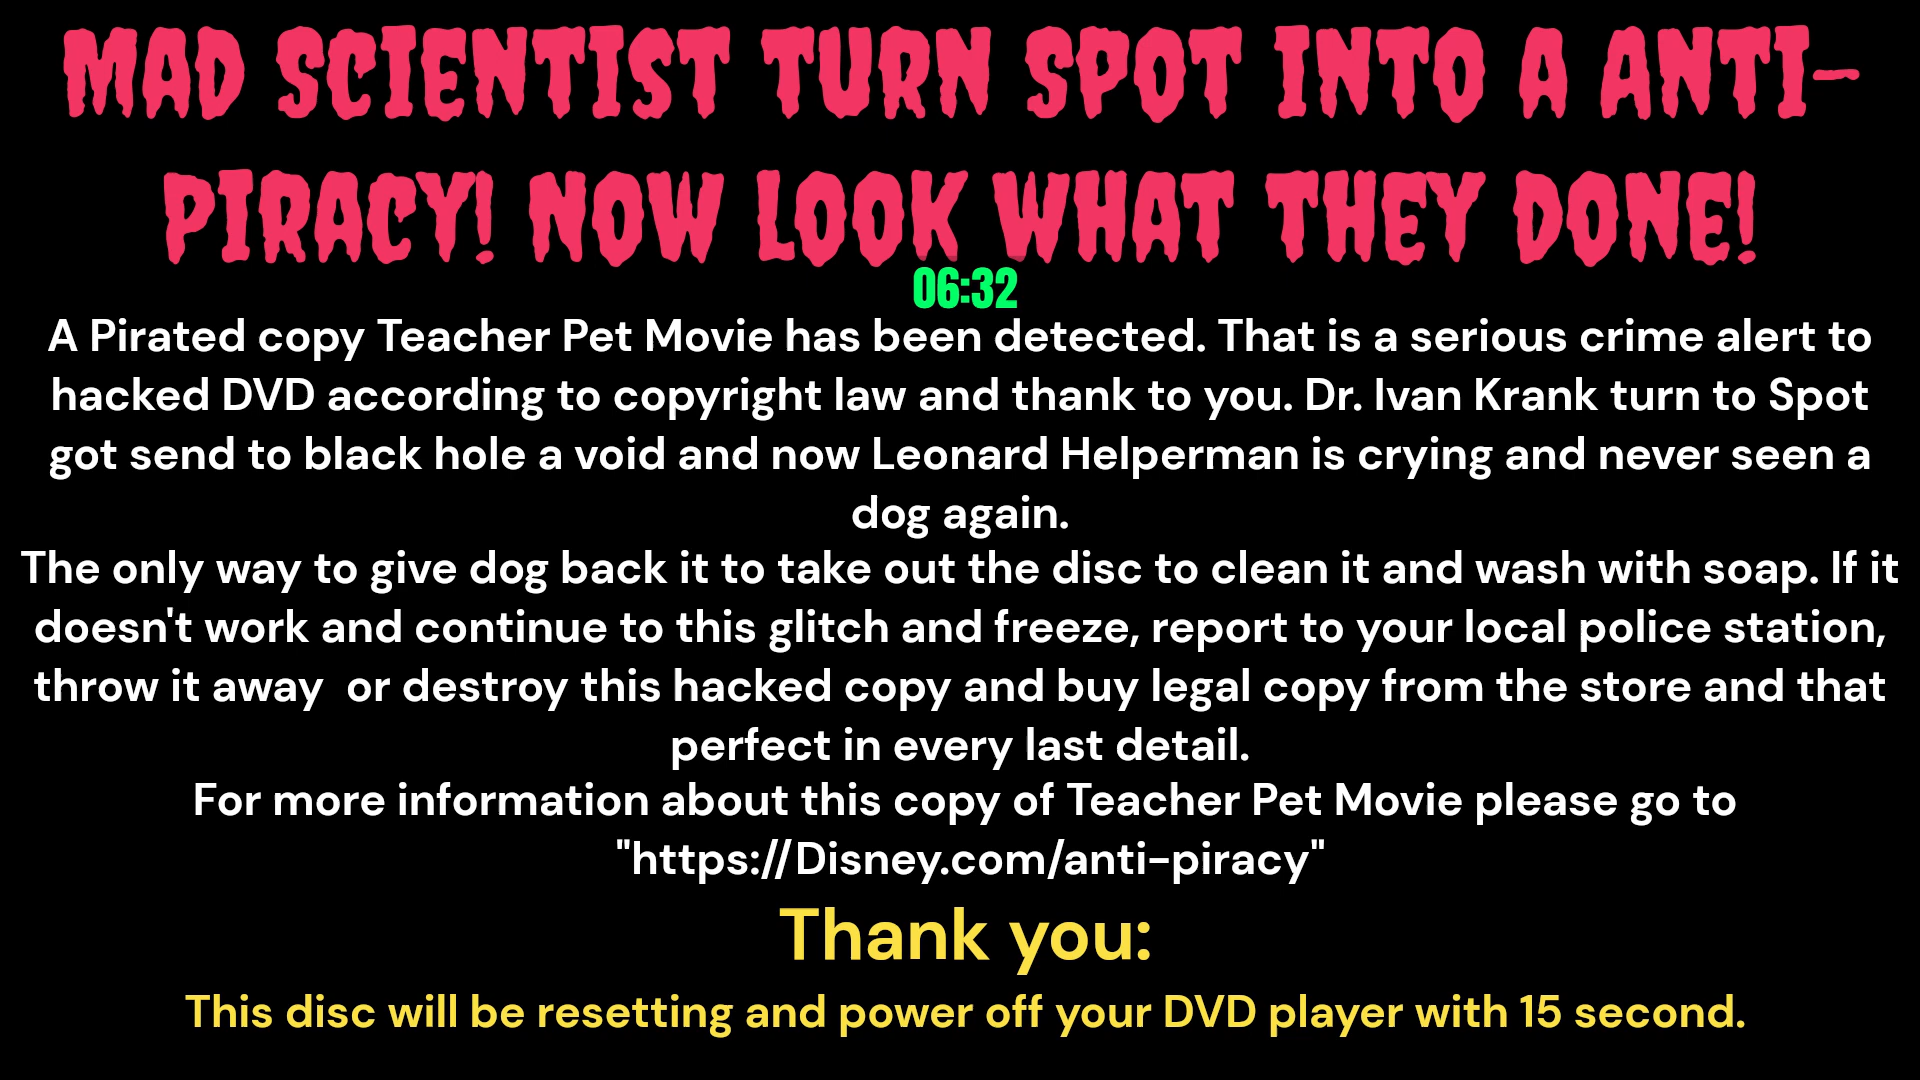 MAD SCIENTIST TURN SPOT INTO A ANTI-
PIRACY! NOW LOOK WHAT THEY DONE!
06:32
A Pirated copy Teacher Pet Movie has been detected. That is a serious crime alert to
hacked DVD according to copyright law and thank to you. Dr. Ivan Krank turn to Spot
got send to black hole a void and now Leonard Helperman is crying and never seen a
dog again.
The only way to give dog back it to take out the disc to clean it and wash with soap. If it
doesn't work and continue to this glitch and freeze, report to your local police station,
throw it away  or destroy this hacked copy and buy legal copy from the store and that
perfect in every last detail.
For more information about this copy of Teacher Pet Movie please go to
"https://Disney.com/anti-piracy"
Thank you:
This disc will be resetting and power off your DVD player with 15 second.